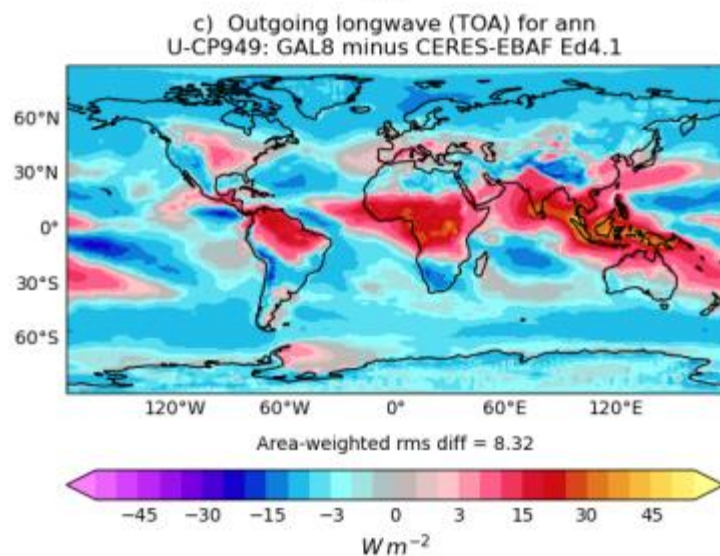 c) Outgoing longwave (TOA) for ann
U-CP949: GAL8 minus CERES-EBAF Ed4.1
60°N
30°N
0°
30°S
60°S
120°W 60°W 0° 60°E 120°E
Area-weighted rms diff = 8.32
−45 −30 −15 −3 0 3 15 30 45
W m⁻²